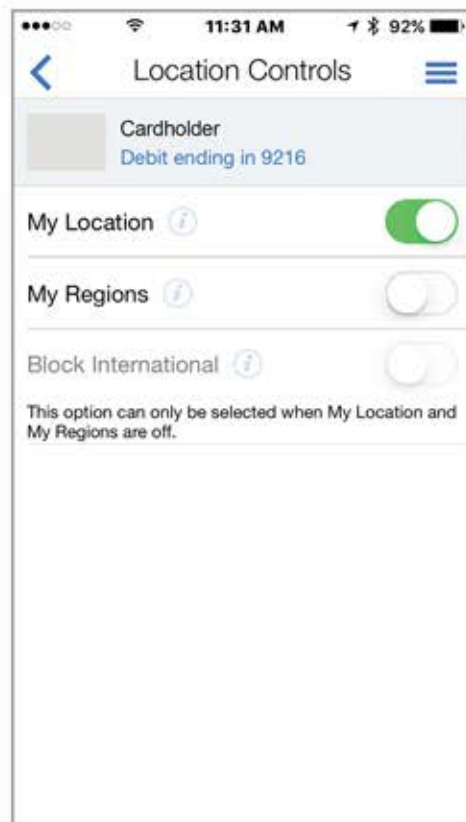 11:31 AM 92%
Location Controls
Cardholder
Debit ending in 9216
My Location i
My Regions i
Block International i
This option can only be selected when My Location and
My Regions are off.